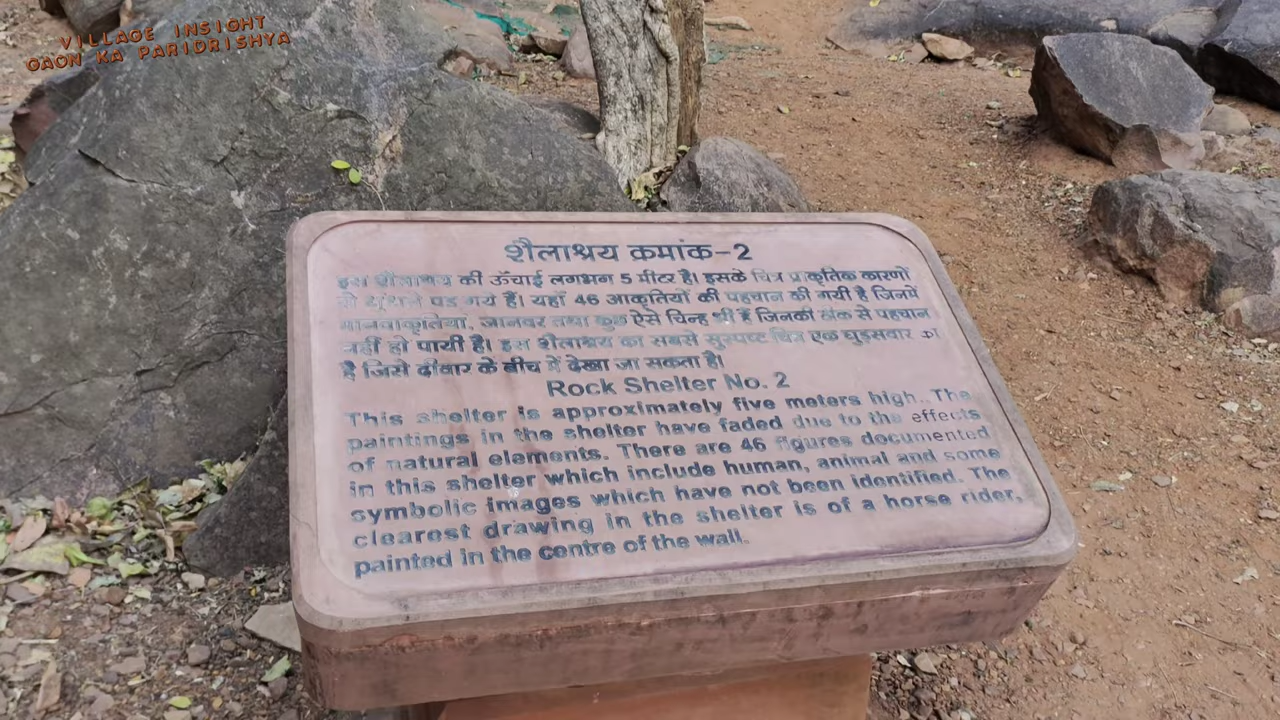 VILLAGE INSIGHT
GAON KA PARIDRISHYA
शैलाश्रय कमांक-2
इस शैलाश्रय की ऊँचाई लगभग 5 मीटर है। इसके चित्र प्राकृतिक कारणों
से धुंधले पड गये हैं। यहाँ 46 आकृतियों की पहचान की गयी है जिनमें
मानवाकृतियां, जानवर तथा कुछ ऐसे चिन्ह भी हैं जिनकी ठीक से पहचान
नहीं हो पायी है। इस शैलाश्रय का सबसे सुस्पष्ट चित्र एक घुडसवार का
है जिसे दीवार के बीच में देखा जा सकता है।
Rock Shelter No. 2
This shelter is approximately five meters high. The
paintings in the shelter have faded due to the effects
of natural elements. There are 46 figures documented
in this shelter which include human, animal and some
symbolic images which have not been identified. The
clearest drawing in the shelter is of a horse rider,
painted in the centre of the wall.